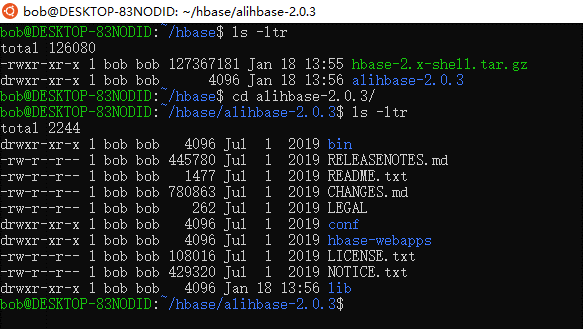 bob@DESKTOP-83NODID: ~/hbase/alihbase-2.0.3
bob@DESKTOP-83NODID:~/hbase$ ls -ltr
total 126080
-rwxr-xr-x 1 bob bob 127367181 Jan 18 13:55 hbase-2.x-shell.tar.gz
drwxr-xr-x 1 bob bob      4096 Jan 18 13:56 alihbase-2.0.3
bob@DESKTOP-83NODID:~/hbase$ cd alihbase-2.0.3/
bob@DESKTOP-83NODID:~/hbase/alihbase-2.0.3$ ls -ltr
total 2244
drwxr-xr-x 1 bob bob   4096 Jul  1  2019 bin
-rw-r--r-- 1 bob bob 445780 Jul  1  2019 RELEASENOTES.md
-rw-r--r-- 1 bob bob   1477 Jul  1  2019 README.txt
-rw-r--r-- 1 bob bob 780863 Jul  1  2019 CHANGES.md
-rw-r--r-- 1 bob bob    262 Jul  1  2019 LEGAL
drwxr-xr-x 1 bob bob   4096 Jul  1  2019 conf
drwxr-xr-x 1 bob bob   4096 Jul  1  2019 hbase-webapps
-rw-r--r-- 1 bob bob 108016 Jul  1  2019 LICENSE.txt
-rw-r--r-- 1 bob bob 429320 Jul  1  2019 NOTICE.txt
drwxr-xr-x 1 bob bob   4096 Jan 18 13:56 lib
bob@DESKTOP-83NODID:~/hbase/alihbase-2.0.3$